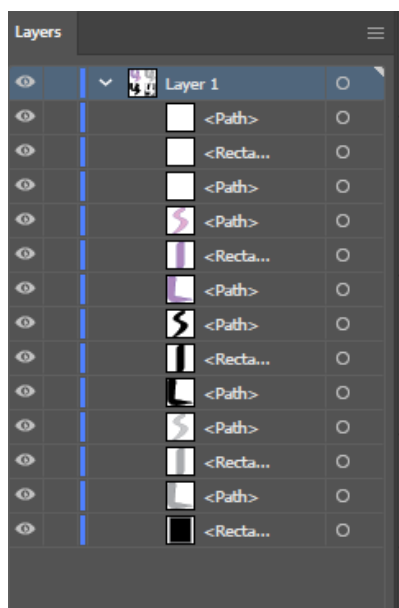 Layers
Layer 1
<Path>
<Recta...
<Path>
<Path>
<Recta...
<Path>
<Path>
<Recta...
<Path>
<Path>
<Recta...
<Path>
<Recta...